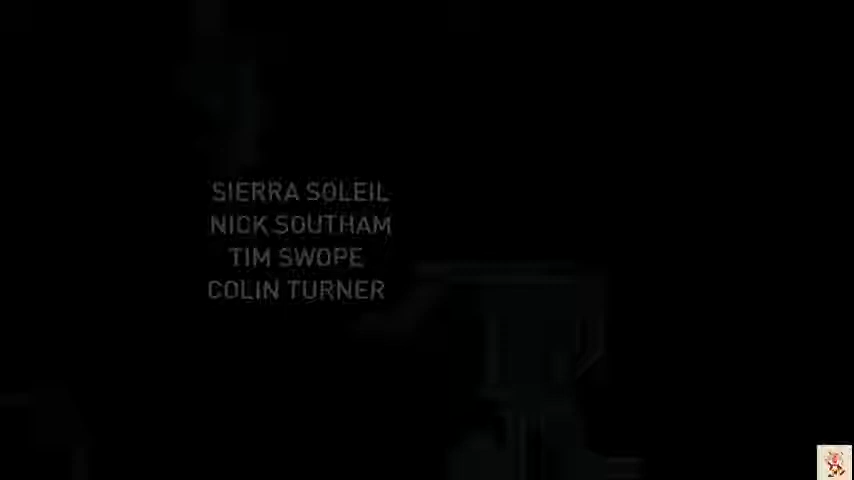 SIERRA SOLEIL
NICK SOUTHAM
TIM SWOPE
COLIN TURNER